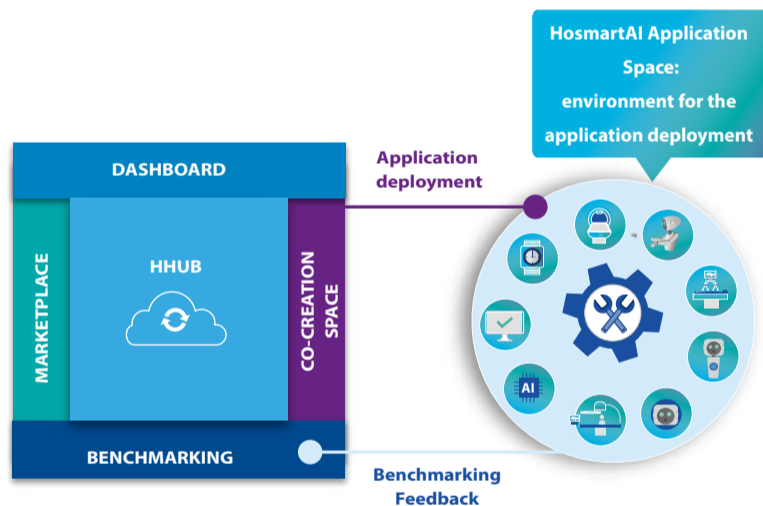 HosmartAI Application
Space:
environment for the
application deployment
DASHBOARD
Application
deployment
MARKETPLACE
HHUB
CO-CREATION
SPACE
AI
BENCHMARKING
Benchmarking
Feedback